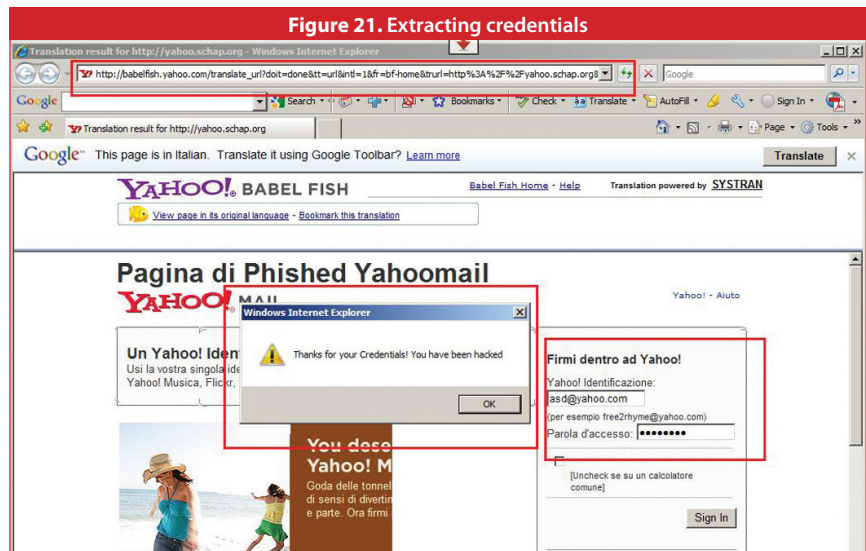 Figure 21. Extracting credentials
Translation result for http://yahoo.schap.org - Windows Internet Explorer
http://babelfish.yahoo.com/translate_url?doit=done&tt=url&intl=1&fr=bf-home&trurl=http%3A%2F%2Fyahoo.schap.org& Google
Google Search Bookmarks Check Translate AutoFill Sign In
Translation result for http://yahoo.schap.org Page Tools »
Google This page is in Italian. Translate it using Google Toolbar? Learn more Translate
YAHOO! BABEL FISH Babel Fish Home - Help Translation powered by SYSTRAN
View page in its original language - Bookmark this translation
Pagina di Phished Yahoomail
YAHOO! MAIL Yahoo! - Aiuto
Windows Internet Explorer
Thanks for your Credentials! You have been hacked
OK
Un Yahoo! Iden
Usi la vostra singola ide
Yahoo! Musica, Flickr,
You dese
Yahoo! M
Goda delle tonnel
di sensi di divertin
e parte. Ora firmi
Firmi dentro ad Yahoo!
Yahoo! Identificazione:
jasd@yahoo.com
(per esempio free2rhyme@yahoo.com)
Parola d'accesso: ••••••••
[Uncheck se su un calcolatore
comune]
Sign In